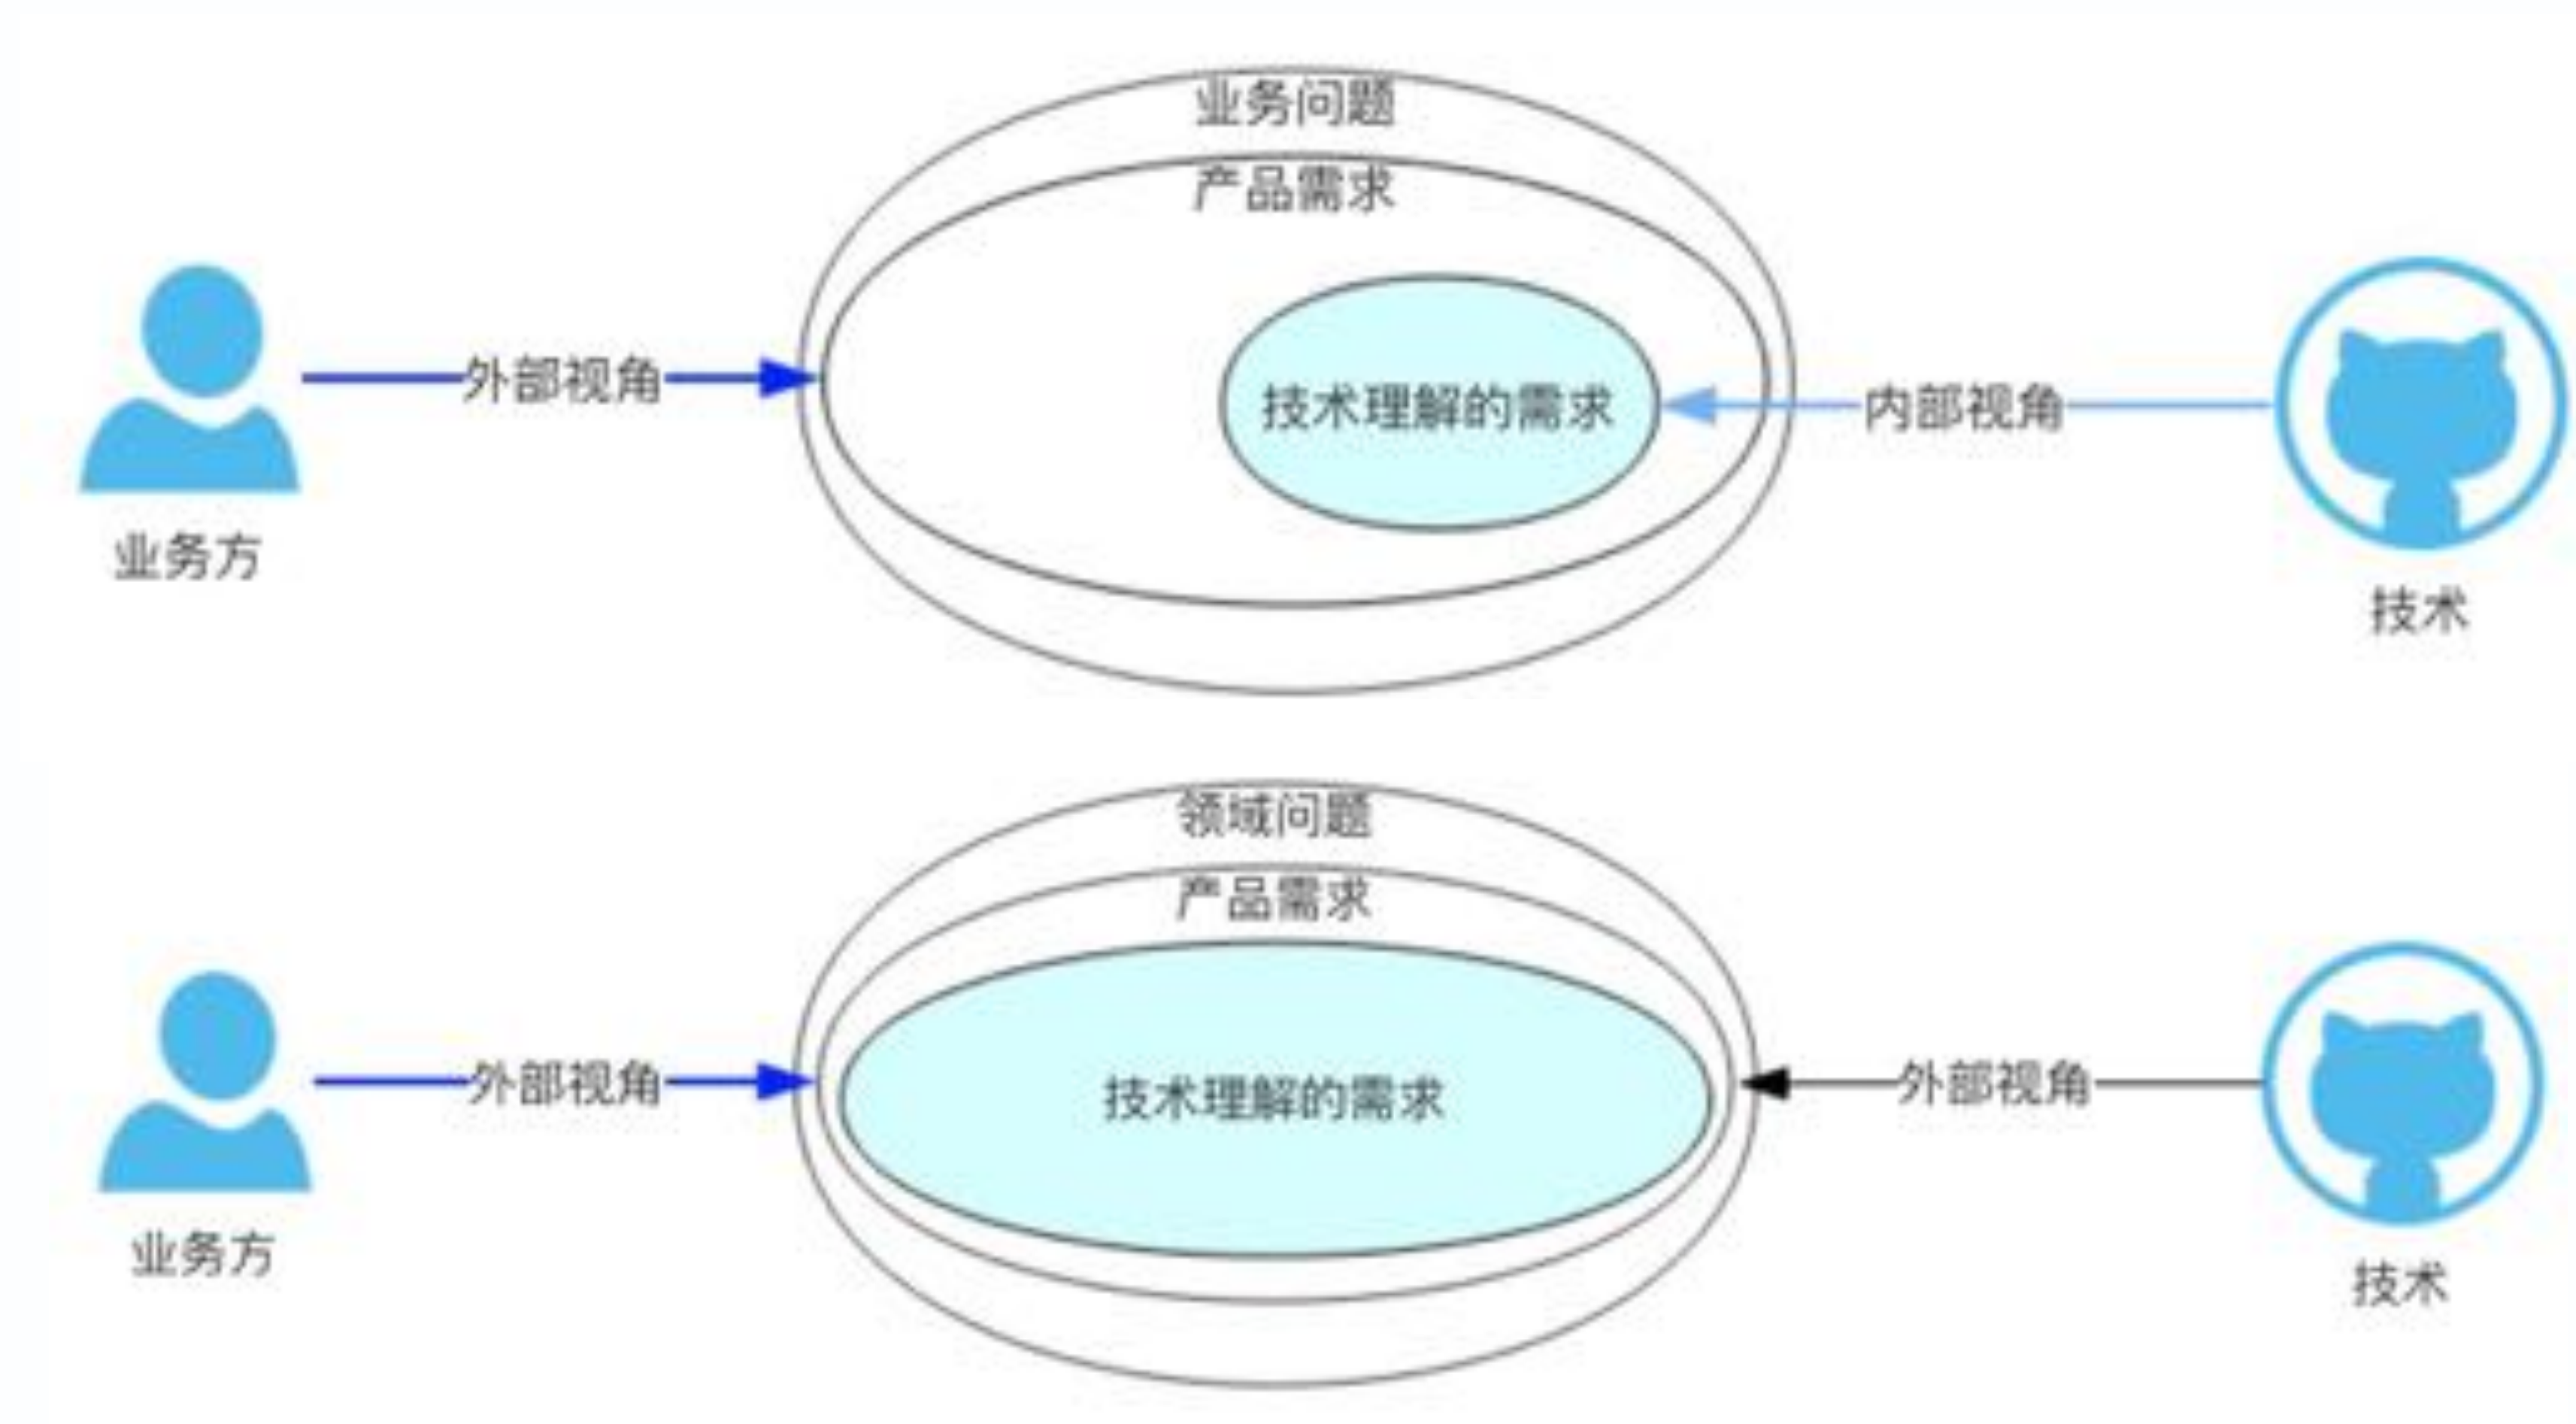 业务问题
产品需求
外部视角
技术理解的需求
内部视角
业务方
技术
领域问题
产品需求
外部视角
技术理解的需求
外部视角
业务方
技术